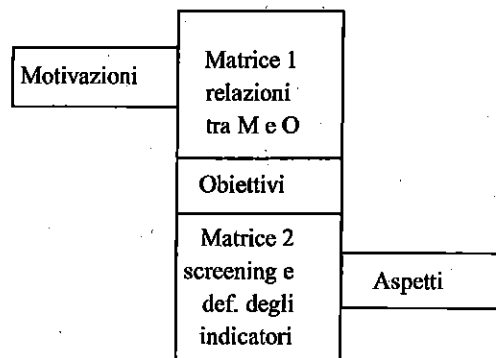 Motivazioni
Matrice 1
relazioni
tra M e O
Obiettivi
Matrice 2
screening e
def. degli
indicatori
Aspetti